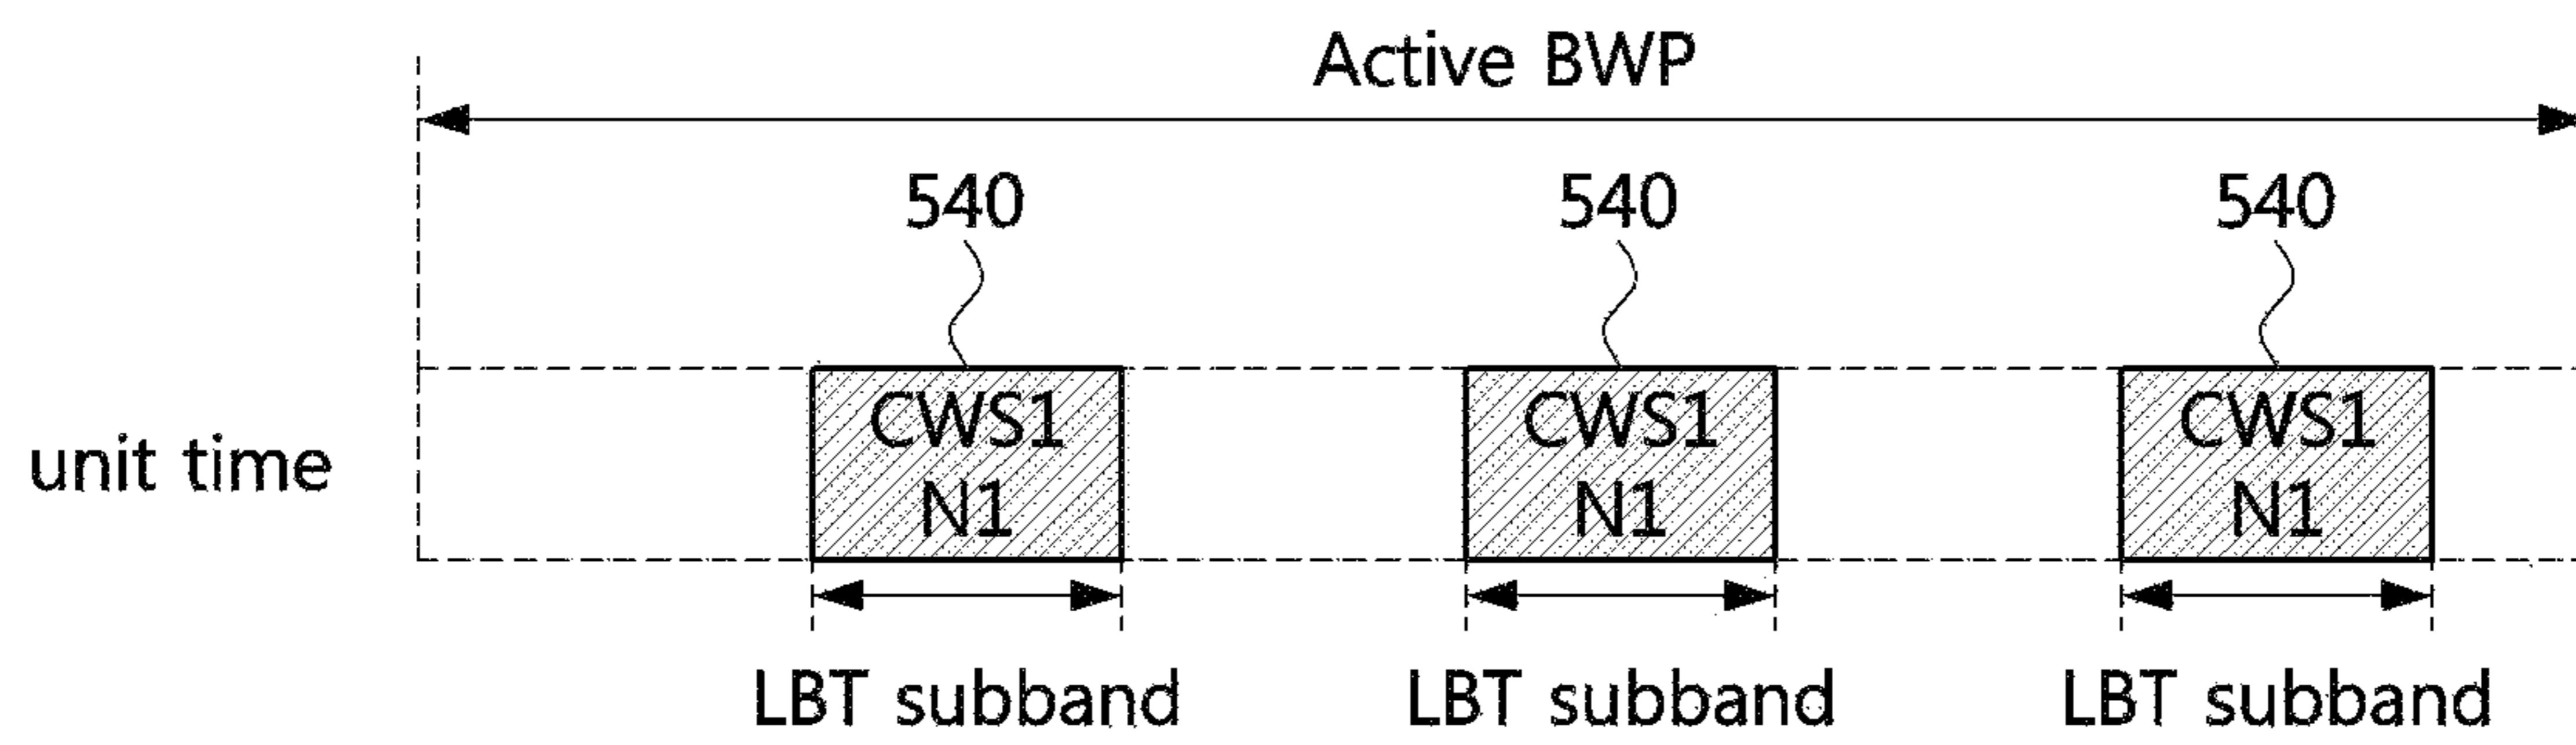 Active BWP
540 540 540
unit time
CWS1 CWS1 CWS1
N1 N1 N1
LBT subband LBT subband LBT subband